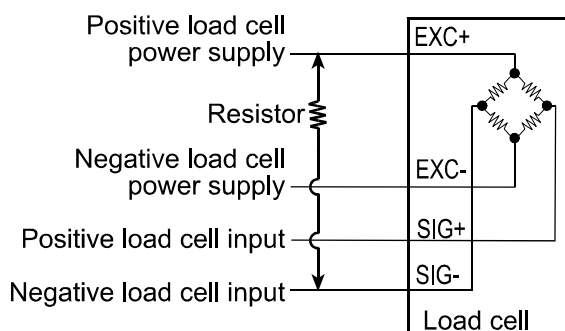 Positive load cell
power supply
EXC+
Resistor
Negative load cell
power supply
EXC-
Positive load cell input
SIG+
Negative load cell input
SIG-
Load cell